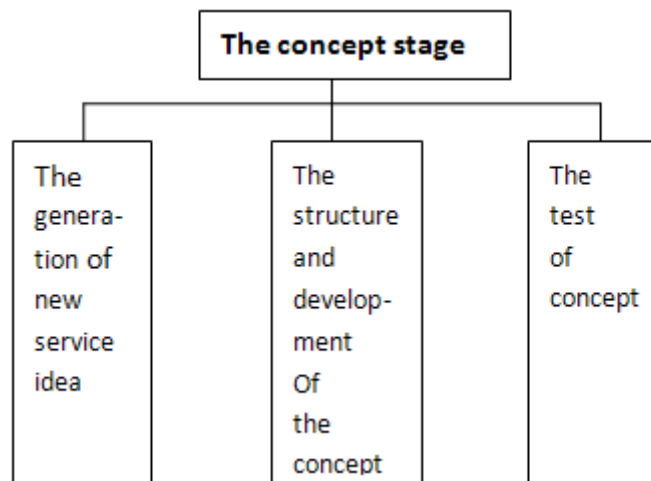 The concept stage
The
genera-
tion of
new
service
idea
The
structure
and
develop-
ment
Of
the
concept
The
test
of
concept